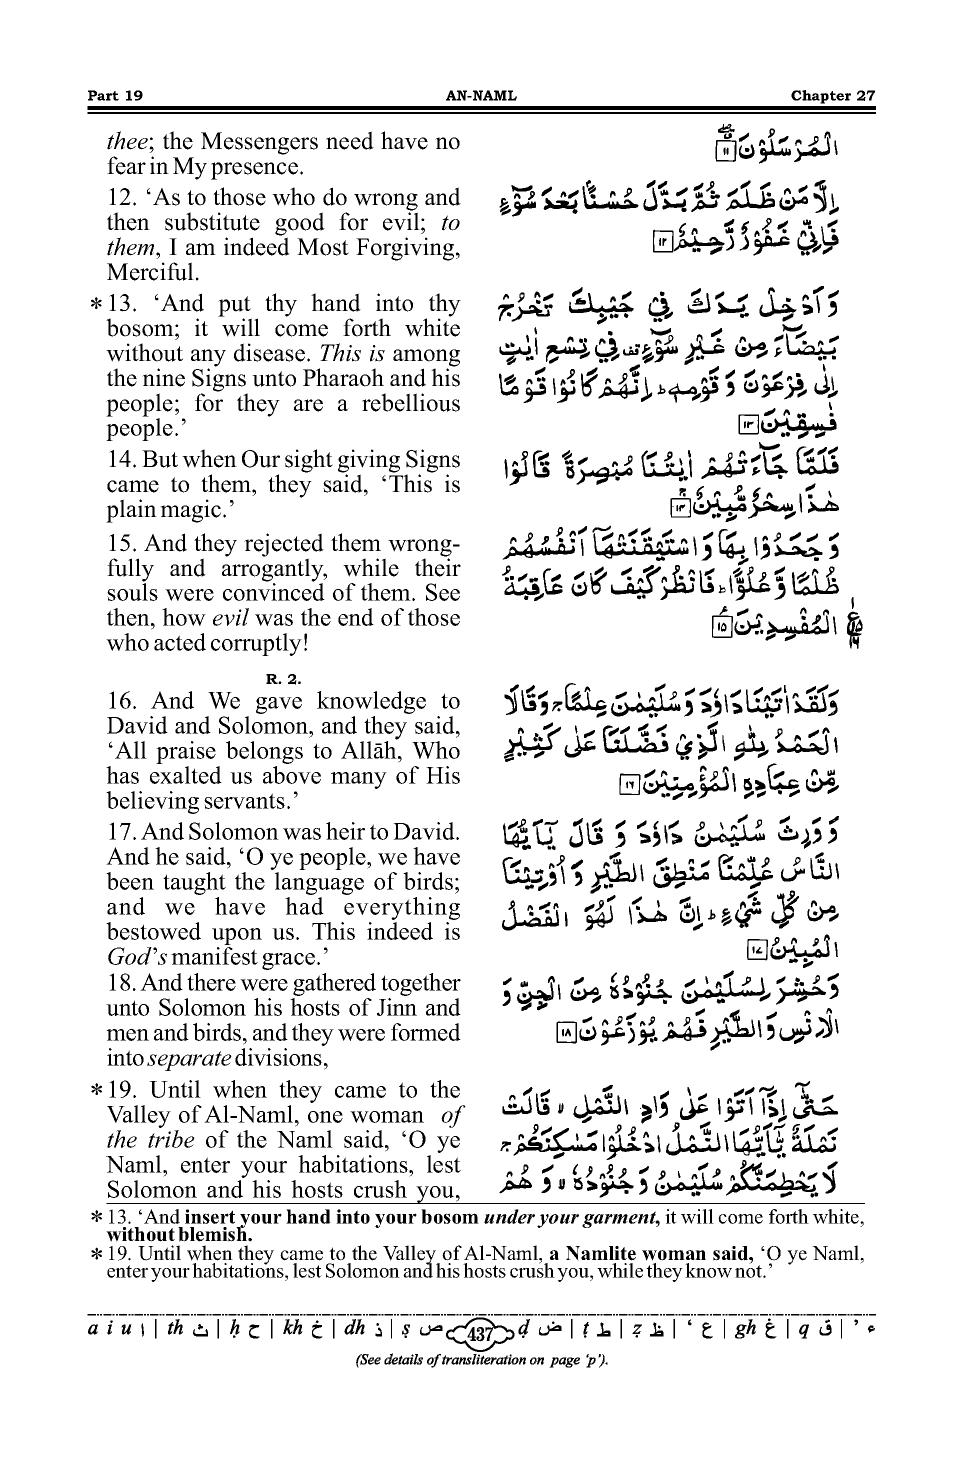 Part 19 AN-NAML Chapter 27
thee; the Messengers need have no
fear in My presence.
12. ‘As to those who do wrong and
then substitute good for evil; to
them, I am indeed Most Forgiving,
Merciful.
*13. ‘And put thy hand into thy
bosom; it will come forth white
without any disease. This is among
the nine Signs unto Pharaoh and his
people; for they are a rebellious
people.’
14. But when Our sight giving Signs
came to them, they said, ‘This is
plain magic.’
15. And they rejected them wrong-
fully and arrogantly, while their
souls were convinced of them. See
then, how evil was the end of those
who acted corruptly!
R. 2.
16. And We gave knowledge to
David and Solomon, and they said,
‘All praise belongs to Allāh, Who
has exalted us above many of His
believing servants.’
17. And Solomon was heir to David.
And he said, ‘O ye people, we have
been taught the language of birds;
and we have had everything
bestowed upon us. This indeed is
God’s manifest grace.’
18. And there were gathered together
unto Solomon his hosts of Jinn and
men and birds, and they were formed
into separate divisions,
*19. Until when they came to the
Valley of Al-Naml, one woman of
the tribe of the Naml said, ‘O ye
Naml, enter your habitations, lest
Solomon and his hosts crush you,
الْمُرْسَلُوْنَ ۝۱۱
اِلَّا مَنْ ظَلَمَ ثُمَّ بَدَّلَ حُسْنًۢا بَعْدَ سُوْٓءٍ
فَاِنِّيْ غَفُوْرٌ رَّحِيْمٌ ۝۱۲
وَ اَدْخِلْ يَدَكَ فِيْ جَيْبِكَ تَخْرُجْ
بَيْضَآءَ مِنْ غَيْرِ سُوْٓءٍ فِيْ تِسْعِ اٰيٰتٍ
اِلٰى فِرْعَوْنَ وَ قَوْمِهٖ ؕ اِنَّهُمْ كَانُوْا قَوْمًا
فٰسِقِيْنَ ۝۱۳
فَلَمَّا جَآءَتْهُمْ اٰيٰتُنَا مُبْصِرَةً قَالُوْا
هٰذَا سِحْرٌ مُّبِيْنٌ ۝۱۴
وَ جَحَدُوْا بِهَا وَ اسْتَيْقَنَتْهَاۤ اَنْفُسُهُمْ
ظُلْمًا وَّ عُلُوًّا ؕ فَانْظُرْ كَيْفَ كَانَ عَاقِبَةُ
الْمُفْسِدِيْنَ ۝۱۵
وَلَقَدْ اٰتَيْنَا دَاوٗدَ وَ سُلَيْمٰنَ عِلْمًا ۚ وَقَالَا
الْحَمْدُ لِلّٰهِ الَّذِيْ فَضَّلَنَا عَلٰى كَثِيْرٍ
مِّنْ عِبَادِهِ الْمُؤْمِنِيْنَ ۝۱۶
وَ وَرِثَ سُلَيْمٰنُ دَاوٗدَ وَ قَالَ يٰۤاَيُّهَا
النَّاسُ عُلِّمْنَا مَنْطِقَ الطَّيْرِ وَ اُوْتِيْنَا
مِنْ كُلِّ شَيْءٍ ؕ اِنَّ هٰذَا لَهُوَ الْفَضْلُ
الْمُبِيْنُ ۝۱۷
وَحُشِرَ لِسُلَيْمٰنَ جُنُوْدُهٗ مِنَ الْجِنِّ وَ
الْاِنْسِ وَ الطَّيْرِ فَهُمْ يُوْزَعُوْنَ ۝۱۸
حَتّٰۤى اِذَاۤ اَتَوْا عَلٰى وَادِ النَّمْلِ ۙ قَالَتْ
نَمْلَةٌ يّٰۤاَيُّهَا النَّمْلُ ادْخُلُوْا مَسٰكِنَكُمْ ۚ
لَا يَحْطِمَنَّكُمْ سُلَيْمٰنُ وَ جُنُوْدُهٗ ۙ وَ هُمْ
*13. ‘And insert your hand into your bosom under your garment, it will come forth white,
without blemish.
*19. Until when they came to the Valley of Al-Naml, a Namlite woman said, ‘O ye Naml,
enter your habitations, lest Solomon and his hosts crush you, while they know not.’
a i u ا | th ث | ḥ ح | kh خ | dh ذ | ṣ ص 437 ḍ ض | ṭ ط | ẓ ظ | ‘ ع | gh غ | q ق | ’ ء
(See details of transliteration on page ‘p’).